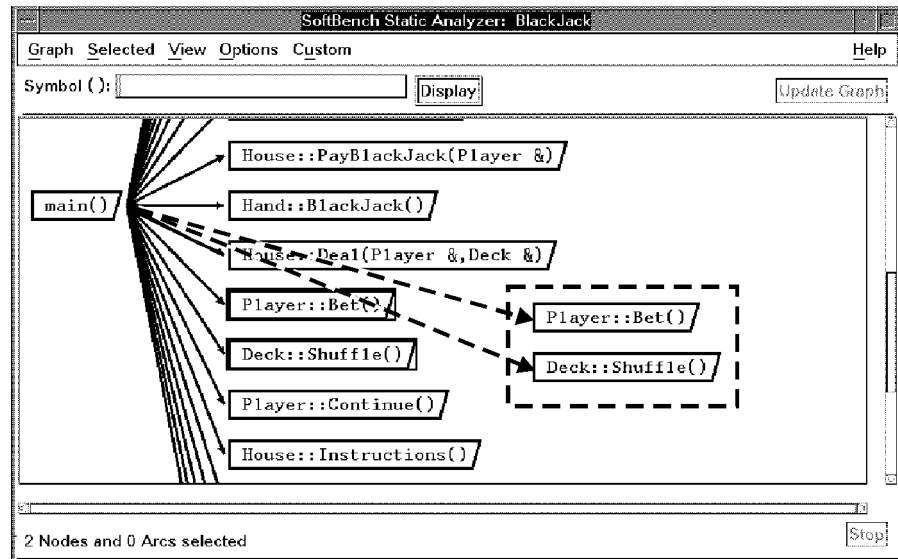 SoftBench Static Analyzer: BlackJack
Graph Selected View Options Custom Help
Symbol ( ): Display Update Graph
House::PayBlackJack(Player &)
main()
Hand::BlackJack()
House::Deal(Player &,Deck &)
Player::Bet()
Player::Bet()
Deck::Shuffle()
Deck::Shuffle()
Player::Continue()
House::Instructions()
2 Nodes and 0 Arcs selected
Stop